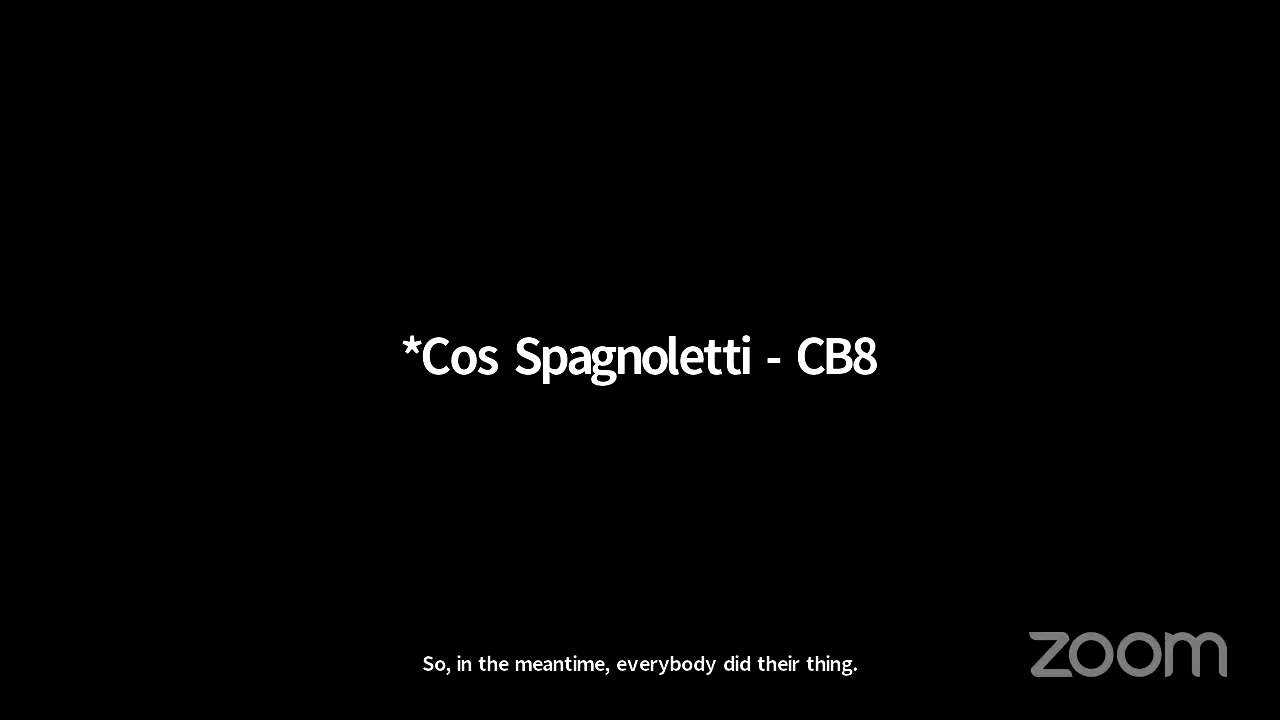 *Cos Spagnoletti - CB8
So, in the meantime, everybody did their thing.
zoom